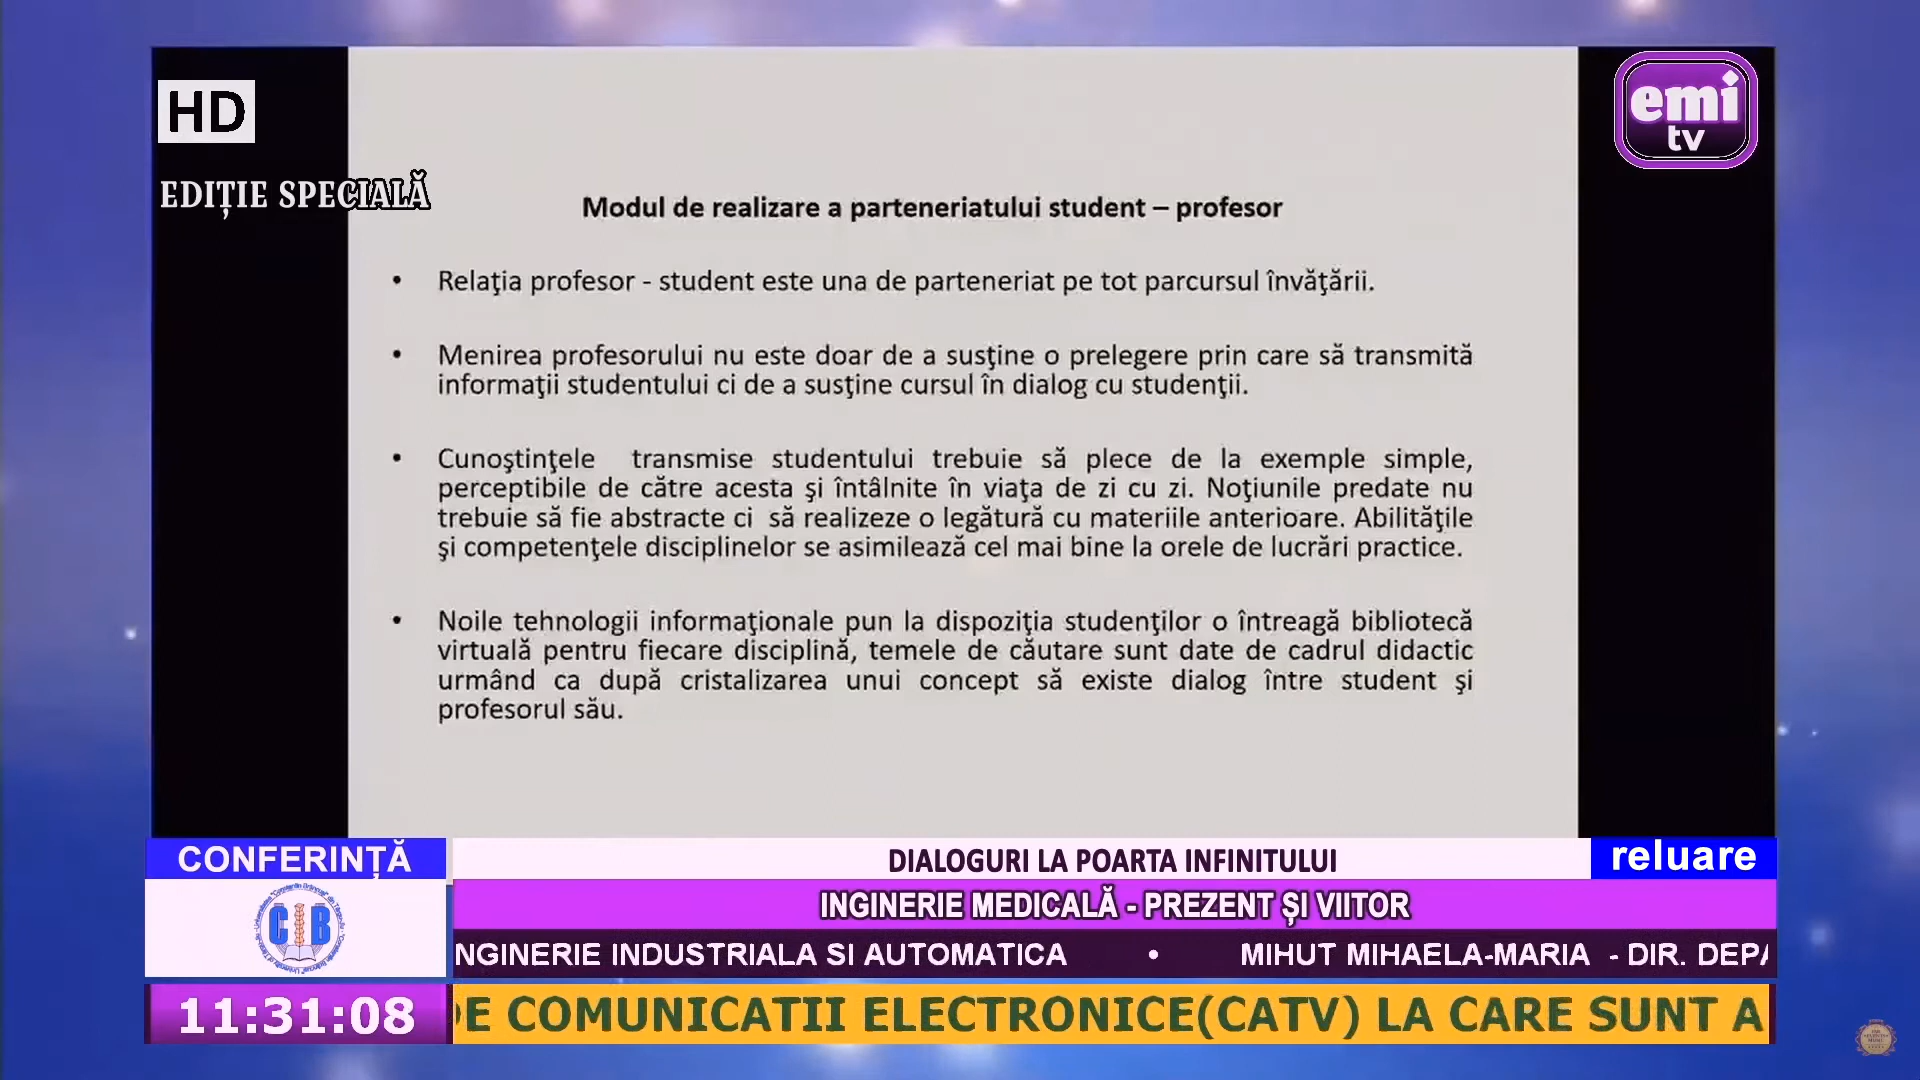 HD
emi
tv
EDIȚIE SPECIALĂ
Modul de realizare a parteneriatului student – profesor
• Relaţia profesor - student este una de parteneriat pe tot parcursul învăţării.
• Menirea profesorului nu este doar de a susţine o prelegere prin care să transmită
informaţii studentului ci de a susţine cursul în dialog cu studenţii.
• Cunoştinţele transmise studentului trebuie să plece de la exemple simple,
perceptibile de către acesta şi întâlnite în viaţa de zi cu zi. Noţiunile predate nu
trebuie să fie abstracte ci să realizeze o legătură cu materiile anterioare. Abilităţile
şi competenţele disciplinelor se asimilează cel mai bine la orele de lucrări practice.
• Noile tehnologii informaţionale pun la dispoziţia studenţilor o întreagă bibliotecă
virtuală pentru fiecare disciplină, temele de căutare sunt date de cadrul didactic
urmând ca după cristalizarea unui concept să existe dialog între student şi
profesorul său.
CONFERINȚĂ
DIALOGURI LA POARTA INFINITULUI
reluare
INGINERIE MEDICALĂ - PREZENT ȘI VIITOR
CIB
NGINERIE INDUSTRIALA SI AUTOMATICA • MIHUT MIHAELA-MARIA - DIR. DEPA
11:31:08
DE COMUNICATII ELECTRONICE(CATV) LA CARE SUNT A